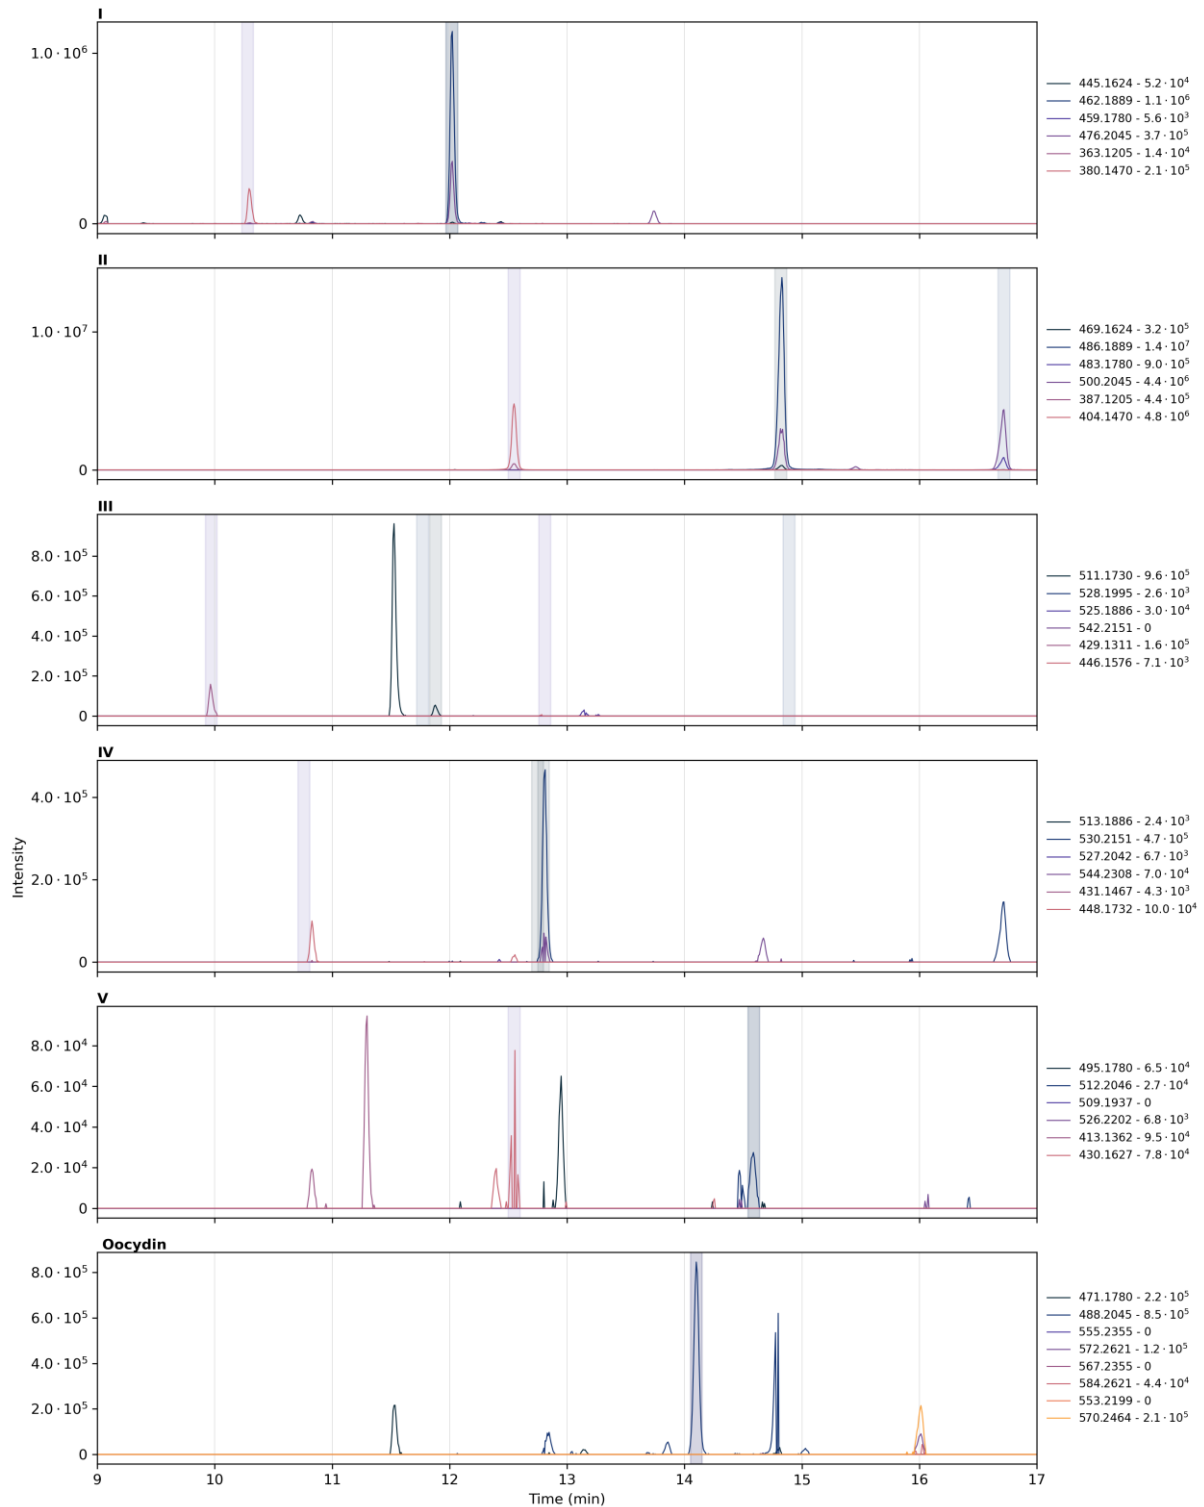 I
1.0 · 10⁶
0
445.1624 - 5.2 · 10⁴
462.1889 - 1.1 · 10⁶
459.1780 - 5.6 · 10³
476.2045 - 3.7 · 10⁵
363.1205 - 1.4 · 10⁴
380.1470 - 2.1 · 10⁵
II
1.0 · 10⁷
0
469.1624 - 3.2 · 10⁵
486.1889 - 1.4 · 10⁷
483.1780 - 9.0 · 10⁵
500.2045 - 4.4 · 10⁶
387.1205 - 4.4 · 10⁵
404.1470 - 4.8 · 10⁶
III
8.0 · 10⁵
6.0 · 10⁵
4.0 · 10⁵
2.0 · 10⁵
0
511.1730 - 9.6 · 10⁵
528.1995 - 2.6 · 10³
525.1886 - 3.0 · 10⁴
542.2151 - 0
429.1311 - 1.6 · 10⁵
446.1576 - 7.1 · 10³
IV
4.0 · 10⁵
2.0 · 10⁵
0
Intensity
513.1886 - 2.4 · 10³
530.2151 - 4.7 · 10⁵
527.2042 - 6.7 · 10³
544.2308 - 7.0 · 10⁴
431.1467 - 4.3 · 10³
448.1732 - 10.0 · 10⁴
V
8.0 · 10⁴
6.0 · 10⁴
4.0 · 10⁴
2.0 · 10⁴
0
495.1780 - 6.5 · 10⁴
512.2046 - 2.7 · 10⁴
509.1937 - 0
526.2202 - 6.8 · 10³
413.1362 - 9.5 · 10⁴
430.1627 - 7.8 · 10⁴
Oocydin
8.0 · 10⁵
6.0 · 10⁵
4.0 · 10⁵
2.0 · 10⁵
0
471.1780 - 2.2 · 10⁵
488.2045 - 8.5 · 10⁵
555.2355 - 0
572.2621 - 1.2 · 10⁵
567.2355 - 0
584.2621 - 4.4 · 10⁴
553.2199 - 0
570.2464 - 2.1 · 10⁵
9 10 11 12 13 14 15 16 17
Time (min)